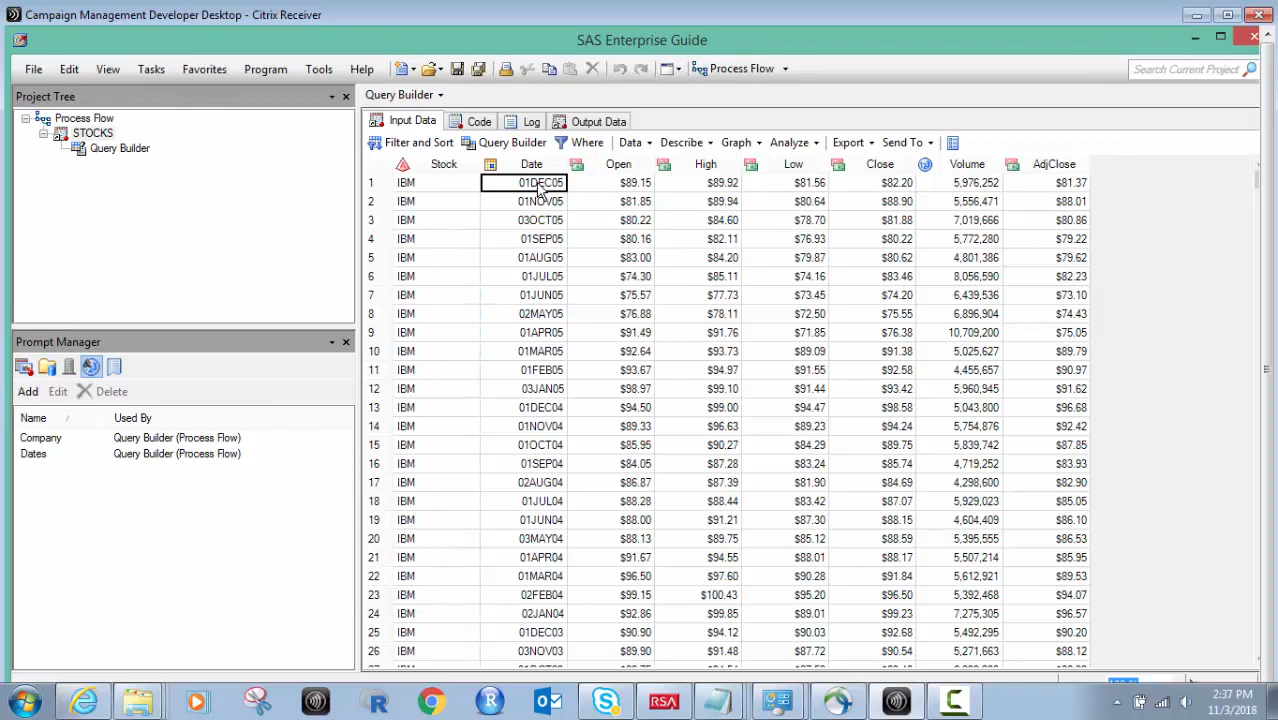 Campaign Management Developer Desktop - Citrix Receiver
SAS Enterprise Guide
File Edit View Tasks Favorites Program Tools Help Process Flow Search Current Project
Project Tree
Process Flow
STOCKS
Query Builder
Query Builder
Input Data Code Log Output Data
Filter and Sort Query Builder Where Data Describe Graph Analyze Export Send To
Stock Date Open High Low Close Volume AdjClose
1 IBM 01DEC05 $89.15 $89.92 $81.56 $82.20 5,976,252 $81.37
2 IBM 01NOV05 $81.85 $89.94 $80.64 $88.90 5,556,471 $88.01
3 IBM 03OCT05 $80.22 $84.60 $78.70 $81.88 7,019,666 $80.86
4 IBM 01SEP05 $80.16 $82.11 $76.93 $80.22 5,772,280 $79.22
5 IBM 01AUG05 $83.00 $84.20 $79.87 $80.62 4,801,386 $79.62
6 IBM 01JUL05 $74.30 $85.11 $74.16 $83.46 8,056,590 $82.23
7 IBM 01JUN05 $75.57 $77.73 $73.45 $74.20 6,439,536 $73.10
8 IBM 02MAY05 $76.88 $78.11 $72.50 $75.55 6,896,904 $74.43
9 IBM 01APR05 $91.49 $91.76 $71.85 $76.38 10,709,200 $75.05
10 IBM 01MAR05 $92.64 $93.73 $89.09 $91.38 5,025,627 $89.79
11 IBM 01FEB05 $93.67 $94.97 $91.55 $92.58 4,455,657 $90.97
12 IBM 03JAN05 $98.97 $99.10 $91.44 $93.42 5,960,945 $91.62
13 IBM 01DEC04 $94.50 $99.00 $94.47 $98.58 5,043,800 $96.68
14 IBM 01NOV04 $89.33 $96.63 $89.23 $94.24 5,754,876 $92.42
15 IBM 01OCT04 $85.95 $90.27 $84.29 $89.75 5,839,742 $87.85
16 IBM 01SEP04 $84.05 $87.28 $83.24 $85.74 4,719,252 $83.93
17 IBM 02AUG04 $86.87 $87.39 $81.90 $84.69 4,298,600 $82.90
18 IBM 01JUL04 $88.28 $88.44 $83.42 $87.07 5,929,023 $85.05
19 IBM 01JUN04 $88.00 $91.21 $87.30 $88.15 4,604,409 $86.10
20 IBM 03MAY04 $88.13 $89.75 $85.12 $88.59 5,395,555 $86.53
21 IBM 01APR04 $91.67 $94.55 $88.01 $88.17 5,507,214 $85.95
22 IBM 01MAR04 $96.50 $97.60 $90.28 $91.84 5,612,921 $89.53
23 IBM 02FEB04 $99.15 $100.43 $95.20 $96.50 5,392,468 $94.07
24 IBM 02JAN04 $92.86 $99.85 $89.01 $99.23 7,275,305 $96.57
25 IBM 01DEC03 $90.90 $94.12 $90.03 $92.68 5,492,295 $90.20
26 IBM 03NOV03 $89.90 $91.48 $87.72 $90.54 5,271,663 $88.12
Prompt Manager
Add Edit Delete
Name Used By
Company Query Builder (Process Flow)
Dates Query Builder (Process Flow)
RSA
2:37 PM
11/3/2018